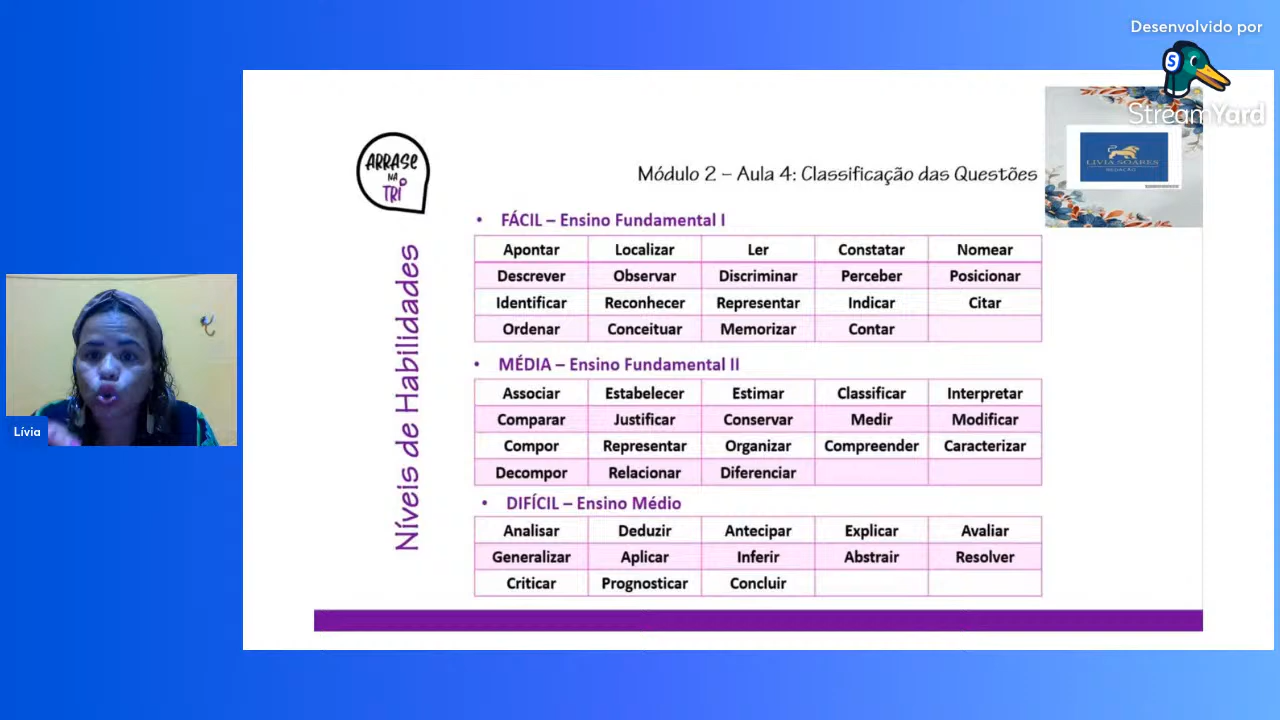 Desenvolvido por
StreamYard
ARRASE
NA
TRI
Módulo 2 – Aula 4: Classificação das Questões
LIVIA SOARES
REDAÇÃO
Níveis de Habilidades
• FÁCIL – Ensino Fundamental I
Apontar Localizar Ler Constatar Nomear
Descrever Observar Discriminar Perceber Posicionar
Identificar Reconhecer Representar Indicar Citar
Ordenar Conceituar Memorizar Contar
• MÉDIA – Ensino Fundamental II
Associar Estabelecer Estimar Classificar Interpretar
Comparar Justificar Conservar Medir Modificar
Compor Representar Organizar Compreender Caracterizar
Decompor Relacionar Diferenciar
• DIFÍCIL – Ensino Médio
Analisar Deduzir Antecipar Explicar Avaliar
Generalizar Aplicar Inferir Abstrair Resolver
Criticar Prognosticar Concluir
Lívia